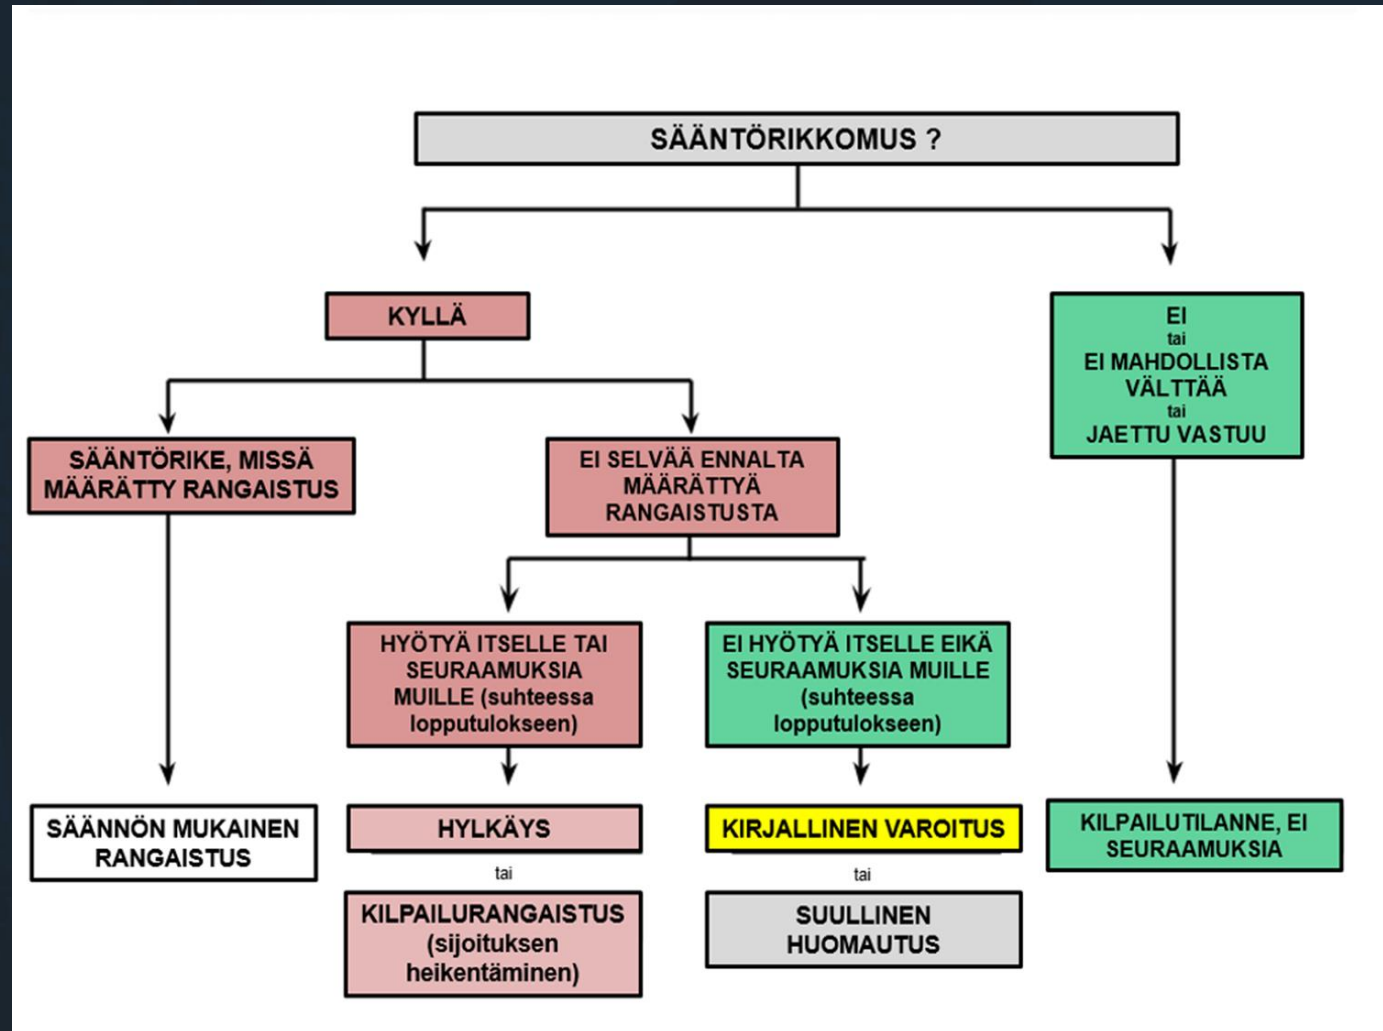 SÄÄNTÖRIKKOMUS ?
KYLLÄ
EI
tai
EI MAHDOLLISTA
VÄLTTÄÄ
tai
JAETTU VASTUU
SÄÄNTÖRIKE, MISSÄ
MÄÄRÄTTY RANGAISTUS
EI SELVÄÄ ENNALTA
MÄÄRÄTTYÄ
RANGAISTUSTA
HYÖTYÄ ITSELLE TAI
SEURAAMUKSIA
MUILLE (suhteessa
lopputulokseen)
EI HYÖTYÄ ITSELLE EIKÄ
SEURAAMUKSIA MUILLE
(suhteessa
lopputulokseen)
SÄÄNNÖN MUKAINEN
RANGAISTUS
HYLKÄYS
tai
KILPAILURANGAISTUS
(sijoituksen
heikentäminen)
KIRJALLINEN VAROITUS
tai
SUULLINEN
HUOMAUTUS
KILPAILUTILANNE, EI
SEURAAMUKSIA